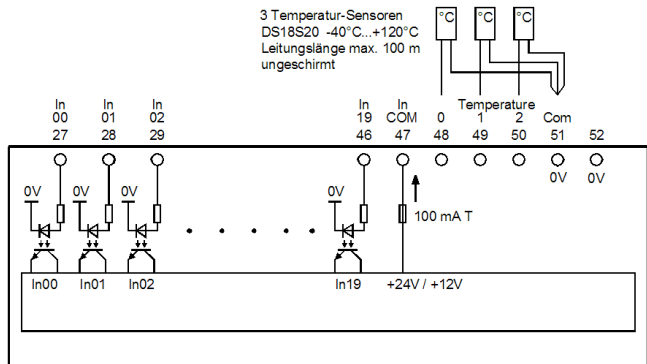 3 Temperatur-Sensoren
DS18S20 -40°C...+120°C
Leitungslänge max. 100 m
ungeschirmt
°C °C °C
In In In In In Temperature
00 01 02 19 COM 0 1 2 Com
27 28 29 46 47 48 49 50 51 52
0V 0V
0V 0V 0V 0V
100 mA T
In00 In01 In02 In19 +24V / +12V